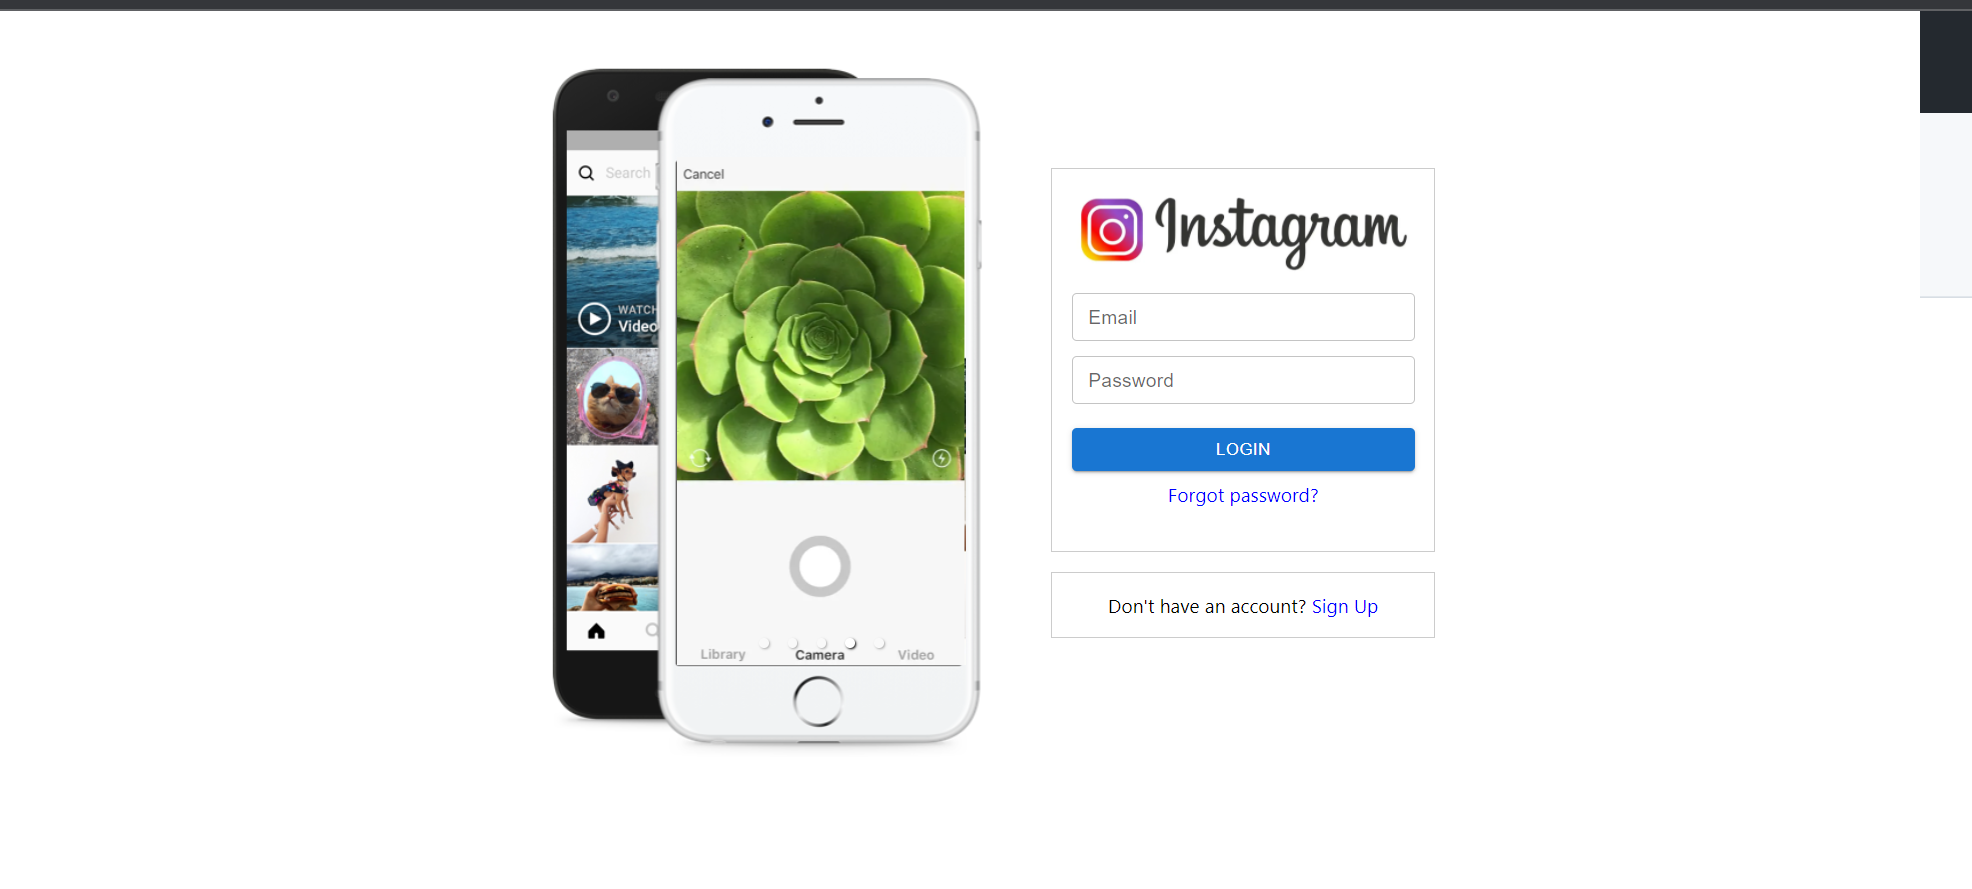 Search
WATCH
Video
Cancel
Library
Camera
Video
Instagram
Email
Password
LOGIN
Forgot password?
Don't have an account? Sign Up